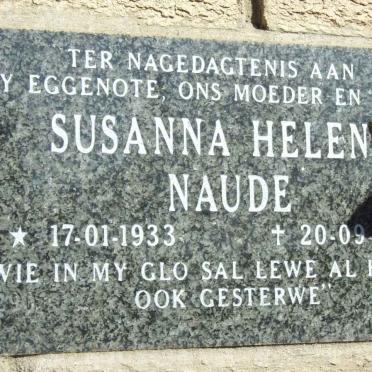 TER NAGEDAGTENIS AAN
Y EGGENOTE, ONS MOEDER EN
SUSANNA HELEN
NAUDE
★ 17-01-1933 † 20-09-
WIE IN MY GLO SAL LEWE AL
OOK GESTERWE"